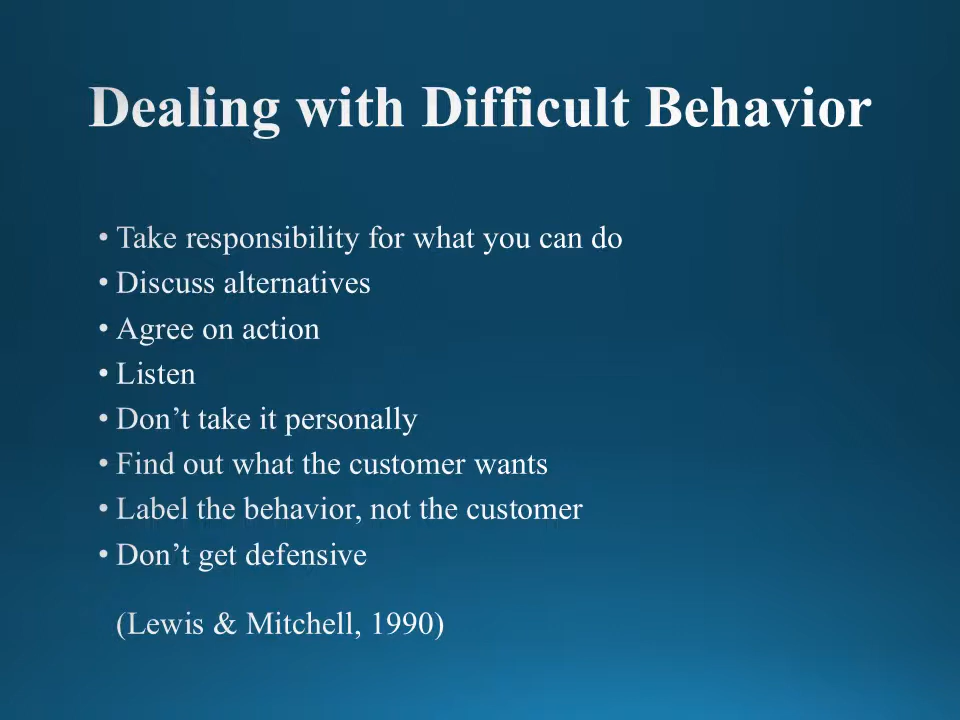 Dealing with Difficult Behavior
• Take responsibility for what you can do
• Discuss alternatives
• Agree on action
• Listen
• Don’t take it personally
• Find out what the customer wants
• Label the behavior, not the customer
• Don’t get defensive
(Lewis & Mitchell, 1990)